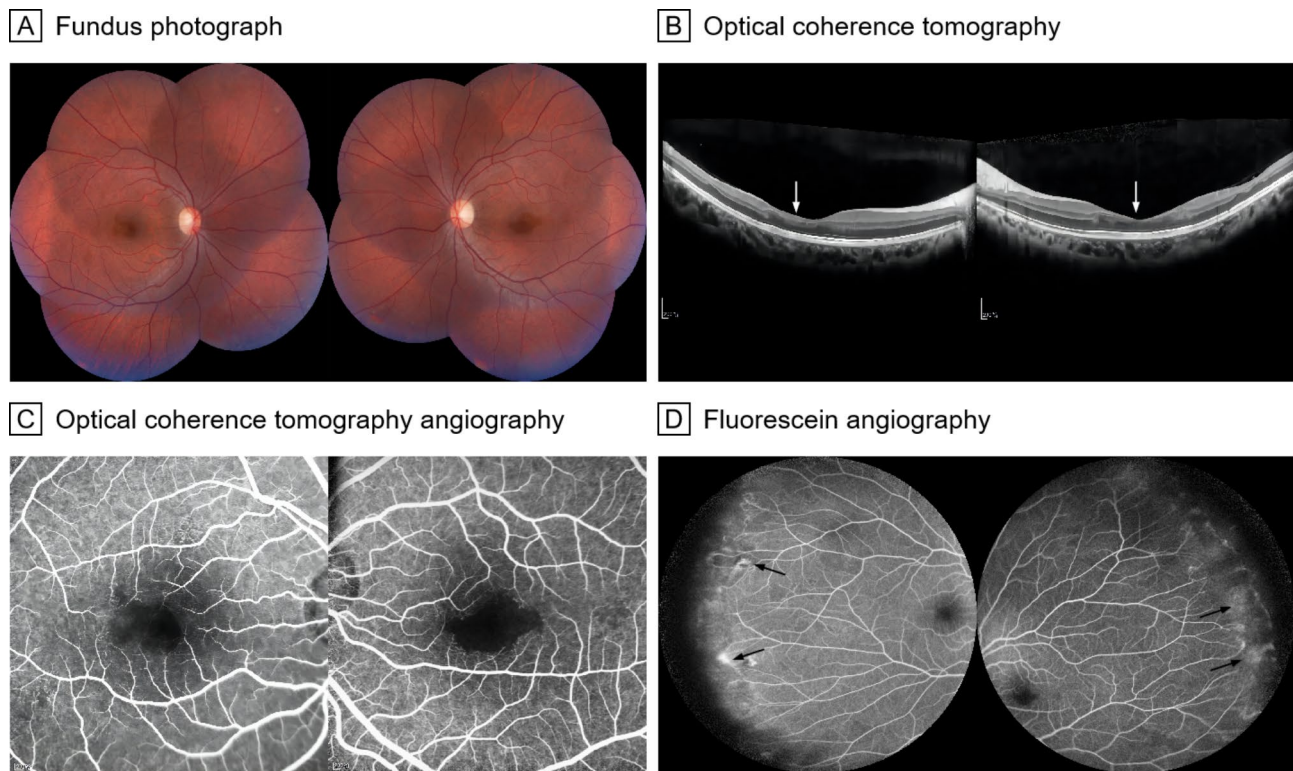 A Fundus photograph
B Optical coherence tomography
C Optical coherence tomography angiography
D Fluorescein angiography